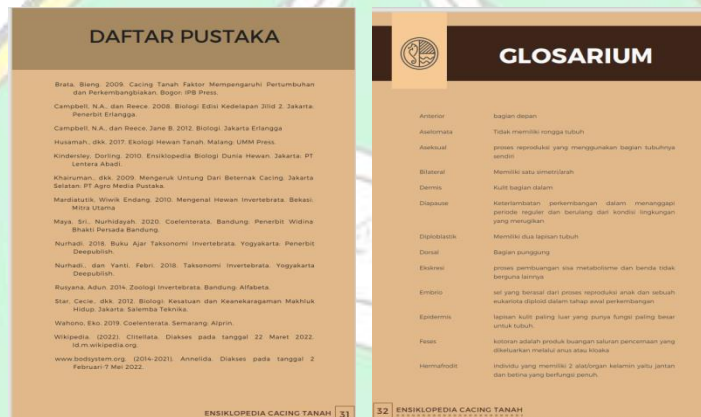 DAFTAR PUSTAKA
Brata, Biang. 2009. Cacing Tanah Faktor Mempengaruhi Pertumbuhan
dan Perkembangbiakan. Bogor: IPB Press.
Campbell, N.A., dan Reece. 2008. Biologi Edisi Kedelapan Jilid 2. Jakarta:
Penerbit Erlangga.
Campbell, N.A., dan Reece, Jane B. 2012. Biologi. Jakarta Erlangga
Husamah., dkk. 2017. Ekologi Hewan Tanah. Malang: UMM Press.
Kindersley, Dorling. 2010. Ensiklopedia Biologi Dunia Hewan. Jakarta: PT
Lentera Abadi.
Khairuman., dkk. 2009. Mengeruk Untung Dari Beternak Cacing. Jakarta
Selatan. PT Agro Media Pustaka.
Mardiatutik, Wiwik Endang. 2010. Mengenal Hewan Invertebrata. Bekasi:
Mitra Utama
Maya, Sri., Nurhidayah. 2020. Coelenterata. Bandung: Penerbit Widina
Bhakti Persada Bandung.
Nurhadi. 2018. Buku Ajar Taksonomi Invertebrata. Yogyakarta: Penerbit
Deepublish.
Nurhadi., dan Yanti, Febri. 2018. Taksonomi Invertebrata. Yogyakarta
Deepublish.
Rusyana, Adun. 2014. Zoologi Invertebrata. Bandung: Alfabeta.
Star, Cecie., dkk. 2012. Biologi: Kesatuan dan Keanekaragaman Makhluk
Hidup. Jakarta: Salemba Teknika.
Wahono, Eko. 2019. Coelenterata. Semarang: Alprin.
Wikipedia. (2022). Clitellata. Diakses pada tanggal 22 Maret 2022.
Id.m.wikipedia.org.
www.bodsystem.org. (2014-2021). Annelida. Diakses pada tanggal 2
Februari-7 Mei 2022.
ENSIKLOPEDIA CACING TANAH 31
GLOSARIUM
Anterior bagian depan
Aselomata Tidak memiliki rongga tubuh
Aseksual proses reproduksi yang menggunakan bagian tubuhnya
sendiri
Bilateral Memiliki satu simetri/arah
Dermis Kulit bagian dalam
Diapause Keterlambatan perkembangan dalam menanggapi
periode reguler dan berulang dari kondisi lingkungan
yang merugikan.
Diploblastik Memiliki dua lapisan tubuh
Dorsal Bagian punggung
Ekskresi proses pembuangan sisa metabolisme dan benda tidak
berguna lainnya
Embrio sel yang berasal dari proses reproduksi anak dan sebuah
eukariota diploid dalam tahap awal perkembangan
Epidermis lapisan kulit paling luar yang punya fungsi paling besar
untuk tubuh.
Feses kotoran adalah produk buangan saluran pencernaan yang
dikeluarkan melalui anus atau kloaka
Hermafrodit individu yang memiliki 2 alat/organ kelamin yaitu jantan
dan betina yang berfungsi penuh.
32 ENSIKLOPEDIA CACING TANAH